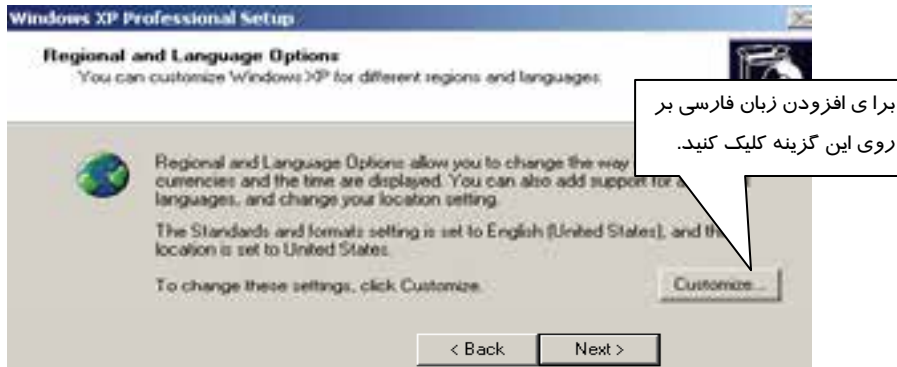 Windows XP Professional Setup
Regional and Language Options
You can customize Windows XP for different regions and languages.
برا ی افزودن زبان فارسی بر
روی این گزینه کلیک کنید.
Regional and Language Options allow you to change the way
currencies and the time are displayed. You can also add support for
languages, and change your location setting.
The Standards and formats setting is set to English (United States), and
location is set to United States.
To change these settings, click Customize.
Customize...
< Back
Next >